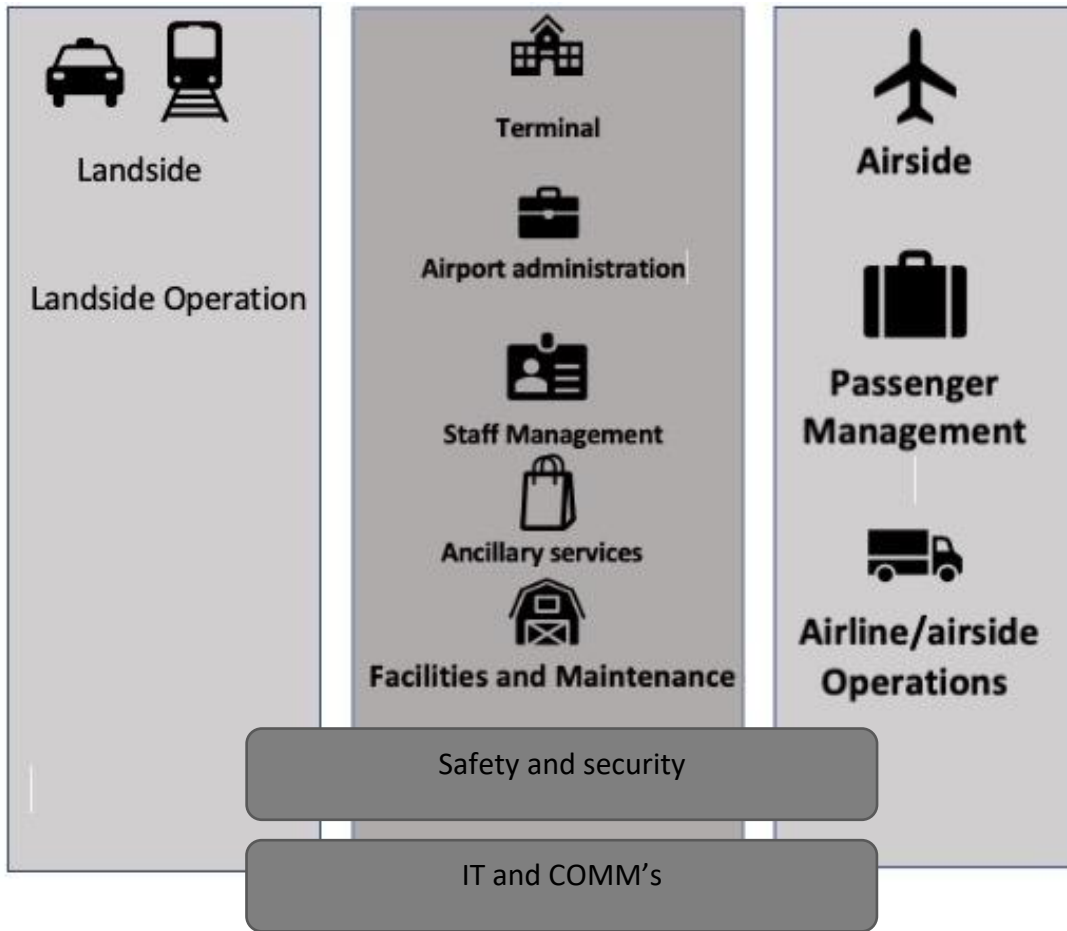 Landside
Landside Operation
Terminal
Airport administration
Staff Management
Ancillary services
Facilities and Maintenance
Airside
Passenger
Management
Airline/airside
Operations
Safety and security
IT and COMM’s